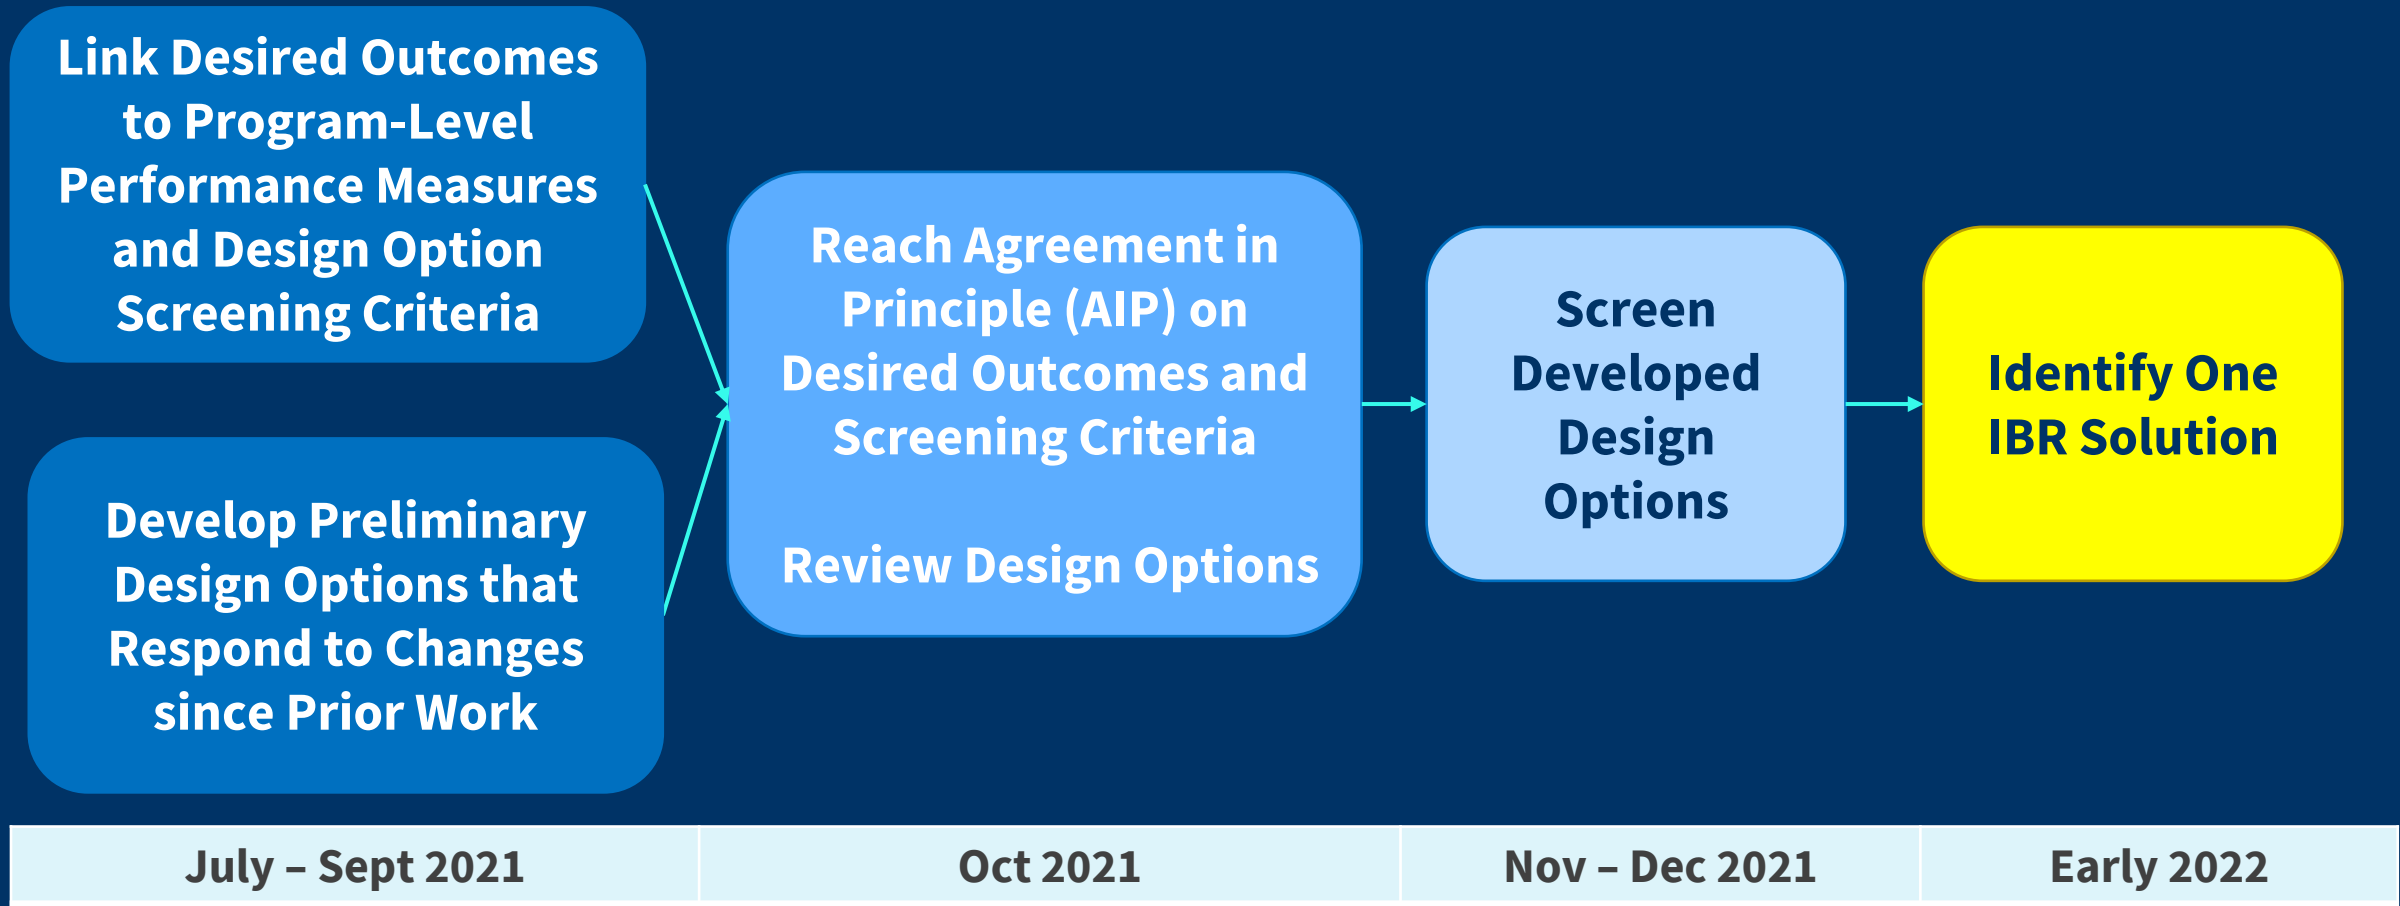 Link Desired Outcomes
to Program-Level
Performance Measures
and Design Option
Screening Criteria
Develop Preliminary
Design Options that
Respond to Changes
since Prior Work
Reach Agreement in
Principle (AIP) on
Desired Outcomes and
Screening Criteria
Review Design Options
Screen
Developed
Design
Options
Identify One
IBR Solution
July – Sept 2021
Oct 2021
Nov – Dec 2021
Early 2022